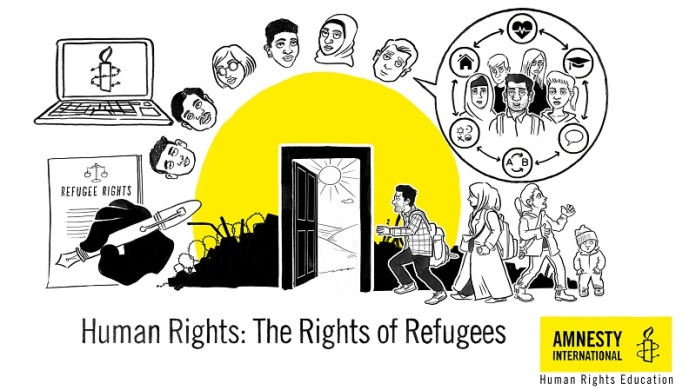 REFUGEE RIGHTS
A B
Human Rights: The Rights of Refugees
AMNESTY
INTERNATIONAL
Human Rights Education